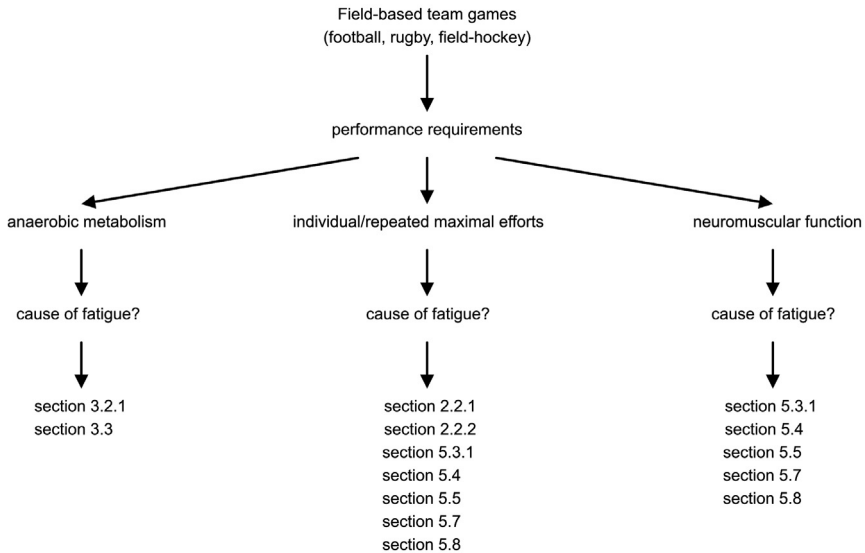 Field-based team games
(football, rugby, field-hockey)
performance requirements
anaerobic metabolism
individual/repeated maximal efforts
neuromuscular function
cause of fatigue?
cause of fatigue?
cause of fatigue?
section 3.2.1
section 3.3
section 2.2.1
section 2.2.2
section 5.3.1
section 5.4
section 5.5
section 5.7
section 5.8
section 5.3.1
section 5.4
section 5.5
section 5.7
section 5.8